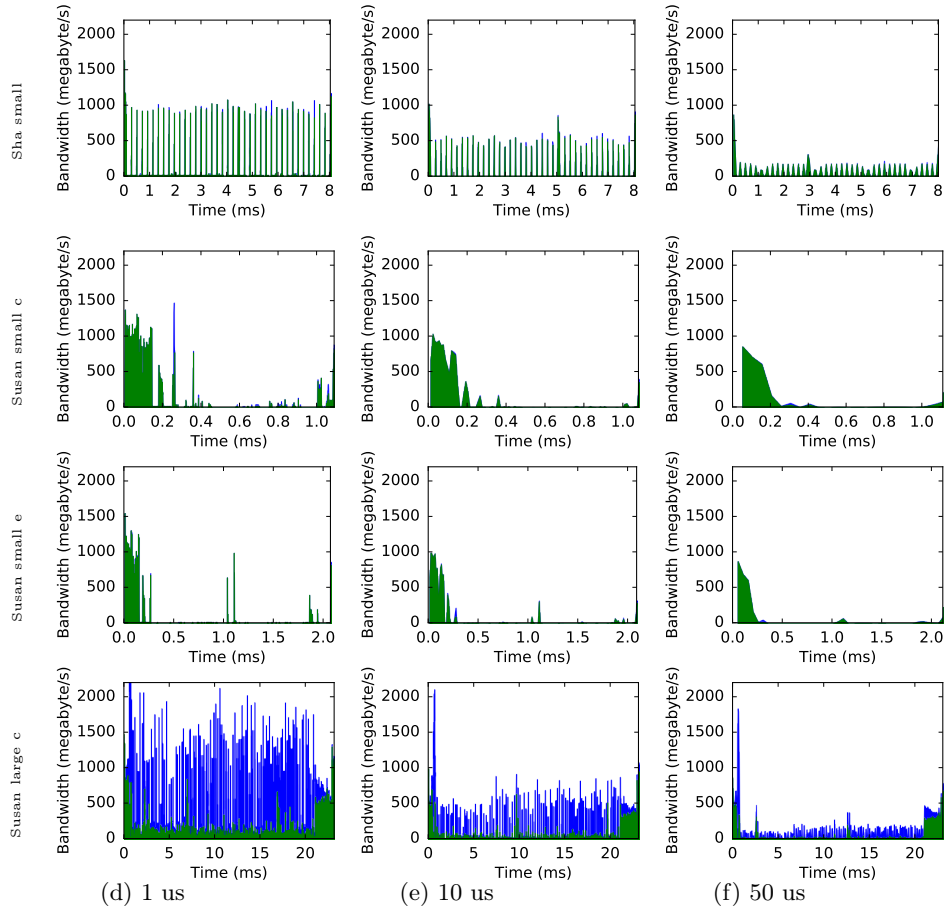 Sha small
Bandwidth (megabyte/s)
2000
1500
1000
500
0
0 1 2 3 4 5 6 7 8
Time (ms)
Bandwidth (megabyte/s)
2000
1500
1000
500
0
0 1 2 3 4 5 6 7 8
Time (ms)
Bandwidth (megabyte/s)
2000
1500
1000
500
0
0 1 2 3 4 5 6 7 8
Time (ms)
Susan small c
Bandwidth (megabyte/s)
2000
1500
1000
500
0
0.0 0.2 0.4 0.6 0.8 1.0
Time (ms)
Bandwidth (megabyte/s)
2000
1500
1000
500
0
0.0 0.2 0.4 0.6 0.8 1.0
Time (ms)
Bandwidth (megabyte/s)
2000
1500
1000
500
0
0.0 0.2 0.4 0.6 0.8 1.0
Time (ms)
Susan small e
Bandwidth (megabyte/s)
2000
1500
1000
500
0
0.0 0.5 1.0 1.5 2.0
Time (ms)
Bandwidth (megabyte/s)
2000
1500
1000
500
0
0.0 0.5 1.0 1.5 2.0
Time (ms)
Bandwidth (megabyte/s)
2000
1500
1000
500
0
0.0 0.5 1.0 1.5 2.0
Time (ms)
Susan large c
Bandwidth (megabyte/s)
2000
1500
1000
500
0
0 5 10 15 20
Time (ms)
Bandwidth (megabyte/s)
2000
1500
1000
500
0
0 5 10 15 20
Time (ms)
Bandwidth (megabyte/s)
2000
1500
1000
500
0
0 5 10 15 20
Time (ms)
(d) 1 us
(e) 10 us
(f) 50 us